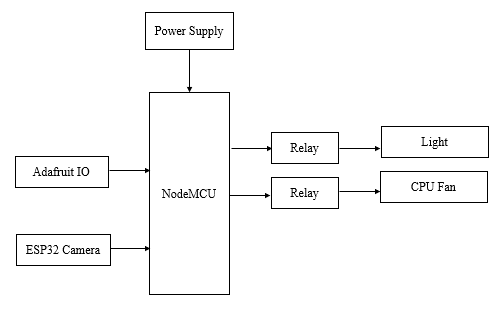 Power Supply
Adafruit IO
ESP32 Camera
NodeMCU
Relay
Light
Relay
CPU Fan